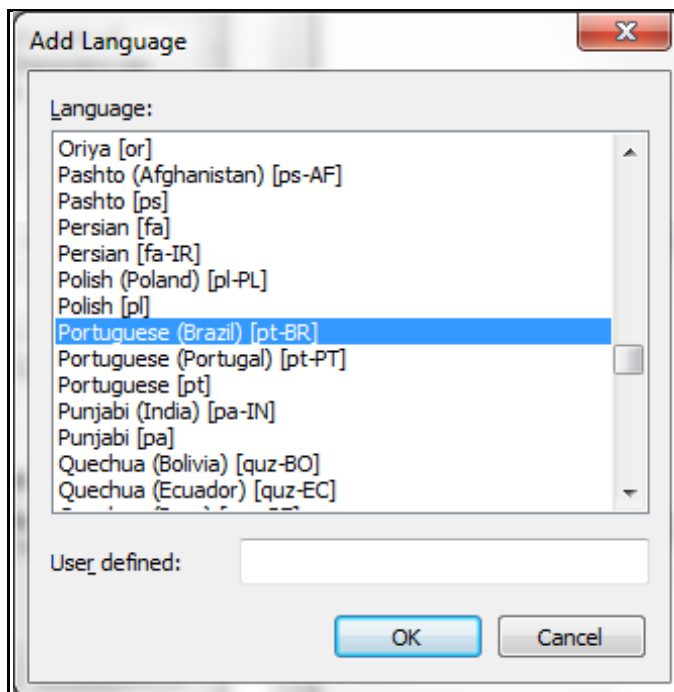 Add Language
Language:
Oriya [or]
Pashto (Afghanistan) [ps-AF]
Pashto [ps]
Persian [fa]
Persian [fa-IR]
Polish (Poland) [pl-PL]
Polish [pl]
Portuguese (Brazil) [pt-BR]
Portuguese (Portugal) [pt-PT]
Portuguese [pt]
Punjabi (India) [pa-IN]
Punjabi [pa]
Quechua (Bolivia) [quz-BO]
Quechua (Ecuador) [quz-EC]
User defined:
OK Cancel